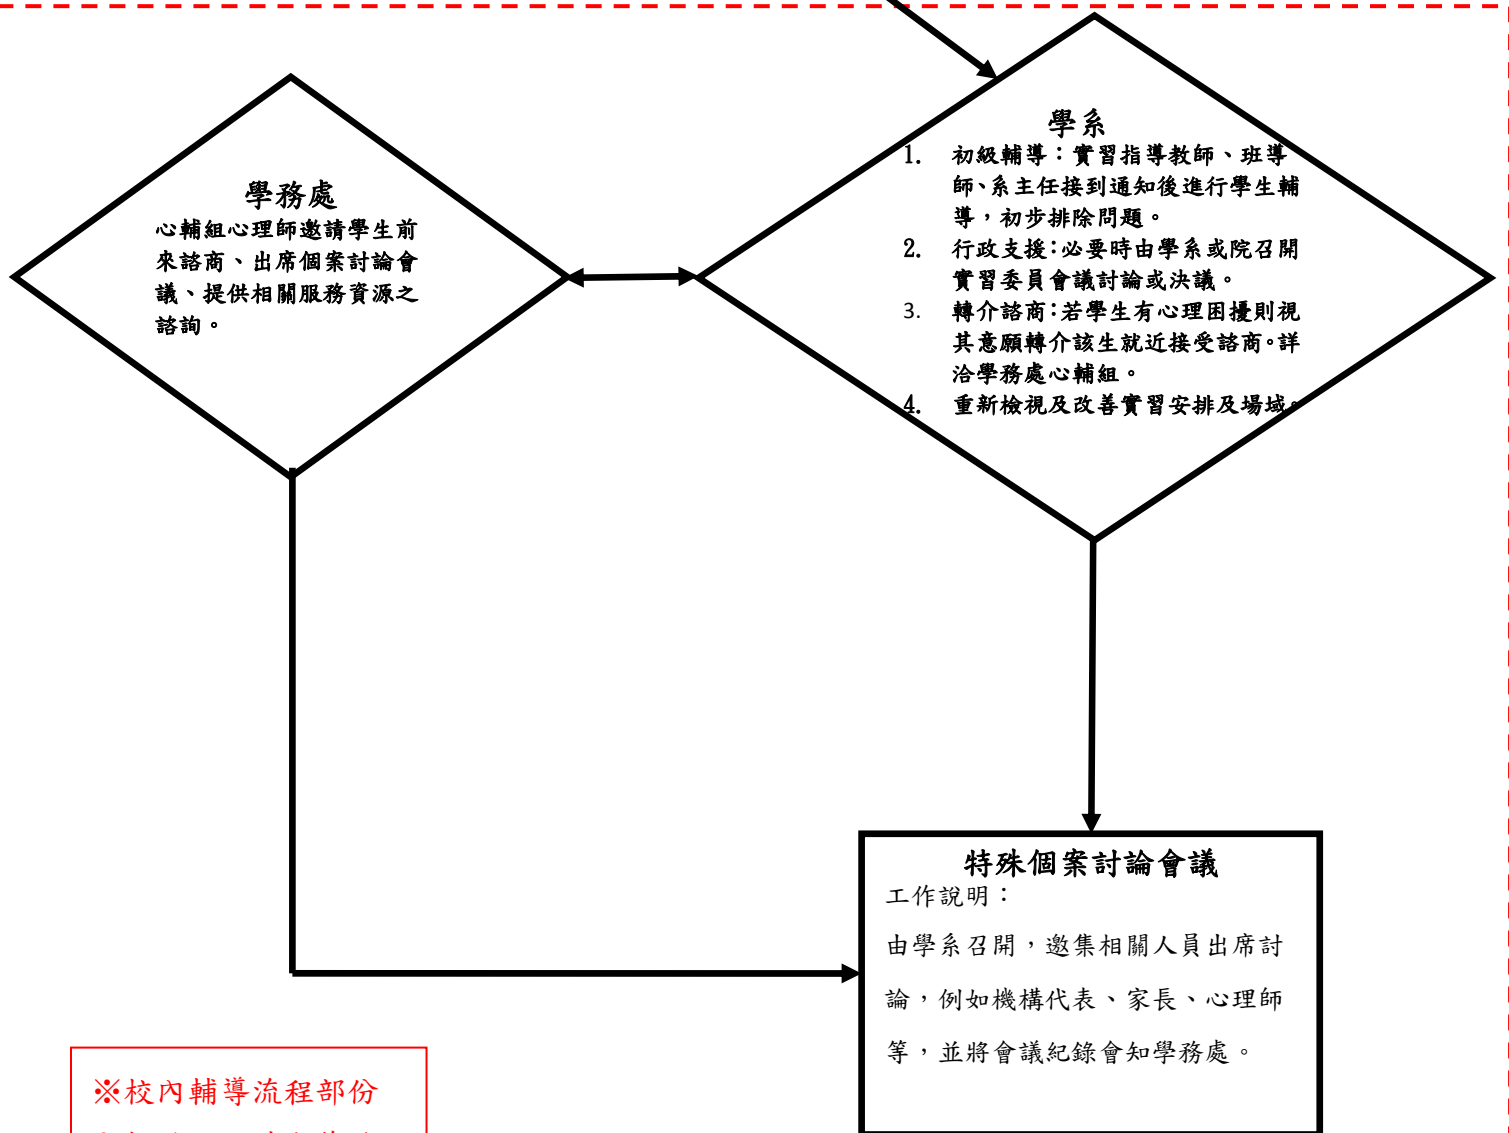 學務處
心輔組心理師邀請學生前
來諮商、出席個案討論會
議、提供相關服務資源之
諮詢。
學系
1. 初級輔導：實習指導教師、班導
師、系主任接到通知後進行學生輔
導，初步排除問題。
2. 行政支援：必要時由學系或院召開
實習委員會議討論或決議。
3. 轉介諮商：若學生有心理困擾則視
其意願轉介該生就近接受諮商。詳
洽學務處心輔組。
4. 重新檢視及改善實習安排及場域。
特殊個案討論會議
工作說明：
由學系召開，邀集相關人員出席討
論，例如機構代表、家長、心理師
等，並將會議紀錄會知學務處。
※校內輔導流程部份